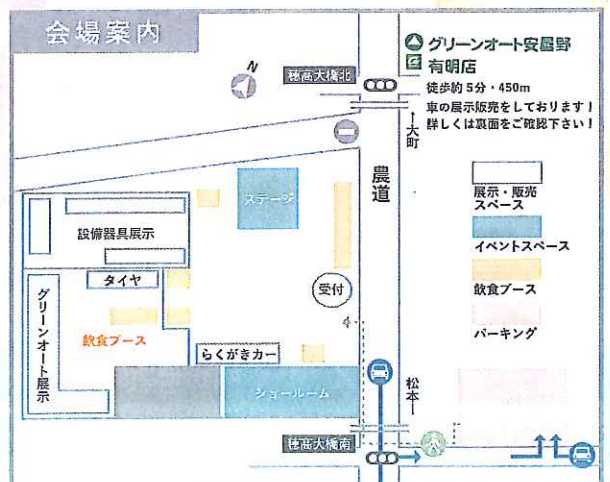 会場案内
グリーンオート安曇野
有明店
徒歩約5分・450m
車の展示販売をしております!
詳しくは裏面をご確認下さい!
N
穂高大橋北
←大町
農道
展示・販売
スペース
イベントスペース
飲食ブース
パーキング
ステージ
設備器具展示
タイヤ
グリーンオート展示
飲食ブース
受付
らくがきカー
ショールーム
松本
穂高大橋南